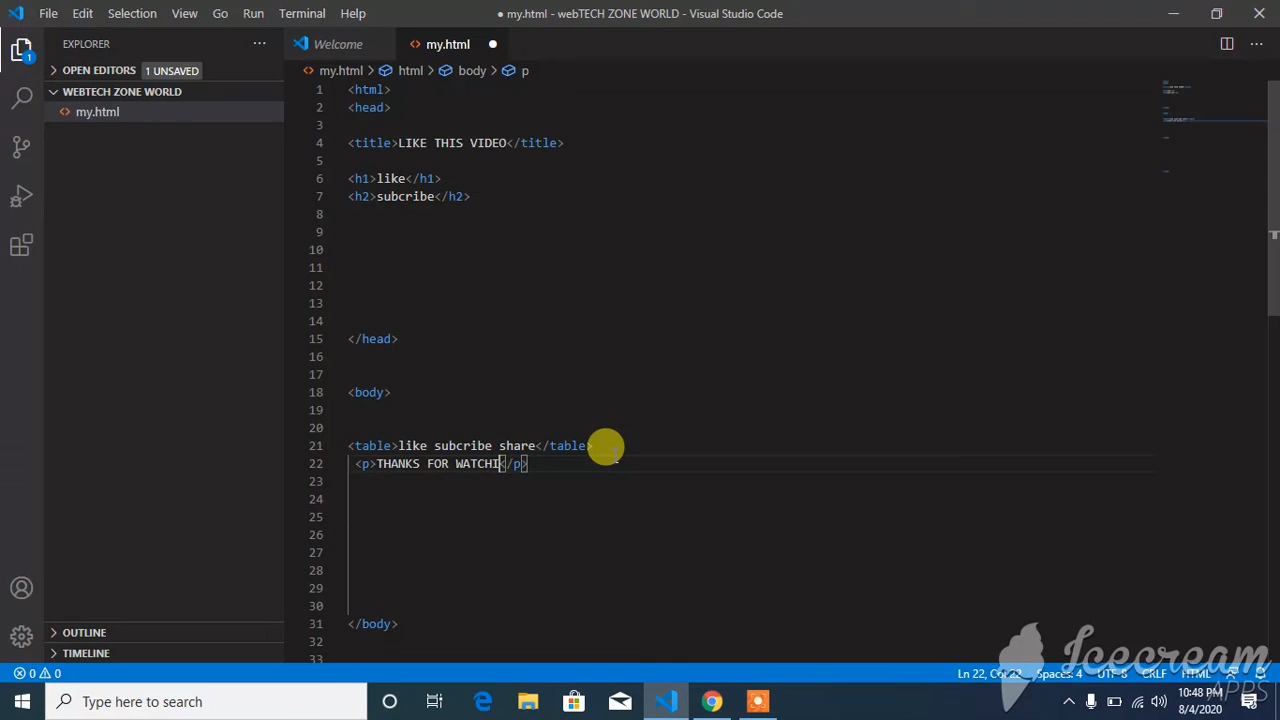 File Edit Selection View Go Run Terminal Help
● my.html - webTECH ZONE WORLD - Visual Studio Code
EXPLORER
Welcome
my.html
OPEN EDITORS 1 UNSAVED
my.html > html > body > p
WEBTECH ZONE WORLD
my.html
1
1 <html>
2 <head>
3
4 <title>LIKE THIS VIDEO</title>
5
6 <h1>like</h1>
7 <h2>subcribe</h2>
8
9
10
11
12
13
14
15 </head>
16
17
18 <body>
19
20
21 <table>like subcribe share</table>
22 <p>THANKS FOR WATCHI</p>
23
24
25
26
27
28
29
30
31 </body>
32
33
OUTLINE
TIMELINE
0 0
Ln 22, Col 22 Spaces: 4 UTF-8 CRLF HTML
Icecream
APPS
Type here to search
10:48 PM
8/4/2020